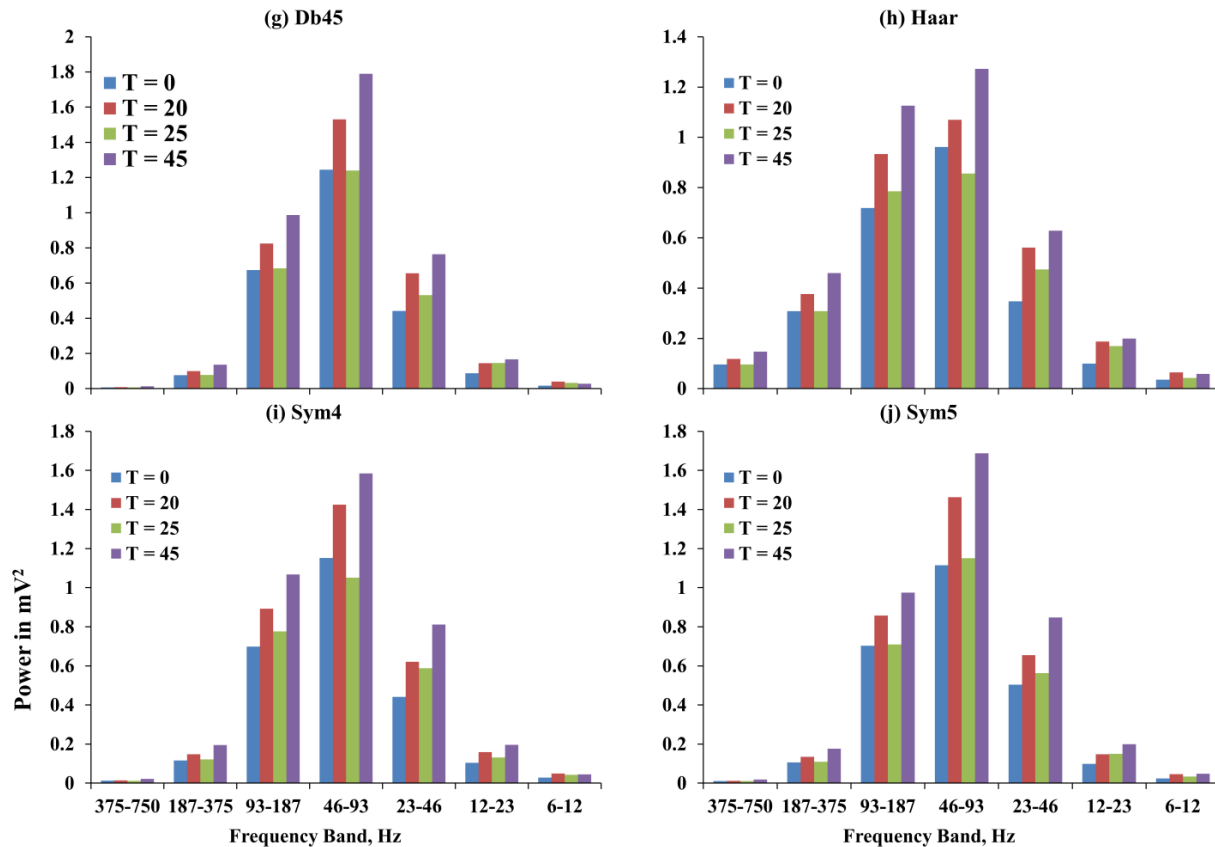 (g) Db45
2
1.8
1.6
1.4
1.2
1
0.8
0.6
0.4
0.2
0
T = 0
T = 20
T = 25
T = 45
(h) Haar
1.4
1.2
1
0.8
0.6
0.4
0.2
0
T = 0
T = 20
T = 25
T = 45
(i) Sym4
Power in mV²
1.8
1.6
1.4
1.2
1
0.8
0.6
0.4
0.2
0
T = 0
T = 20
T = 25
T = 45
375-750 187-375 93-187 46-93 23-46 12-23 6-12
Frequency Band, Hz
(j) Sym5
1.8
1.6
1.4
1.2
1
0.8
0.6
0.4
0.2
0
T = 0
T = 20
T = 25
T = 45
375-750 187-375 93-187 46-93 23-46 12-23 6-12
Frequency Band, Hz